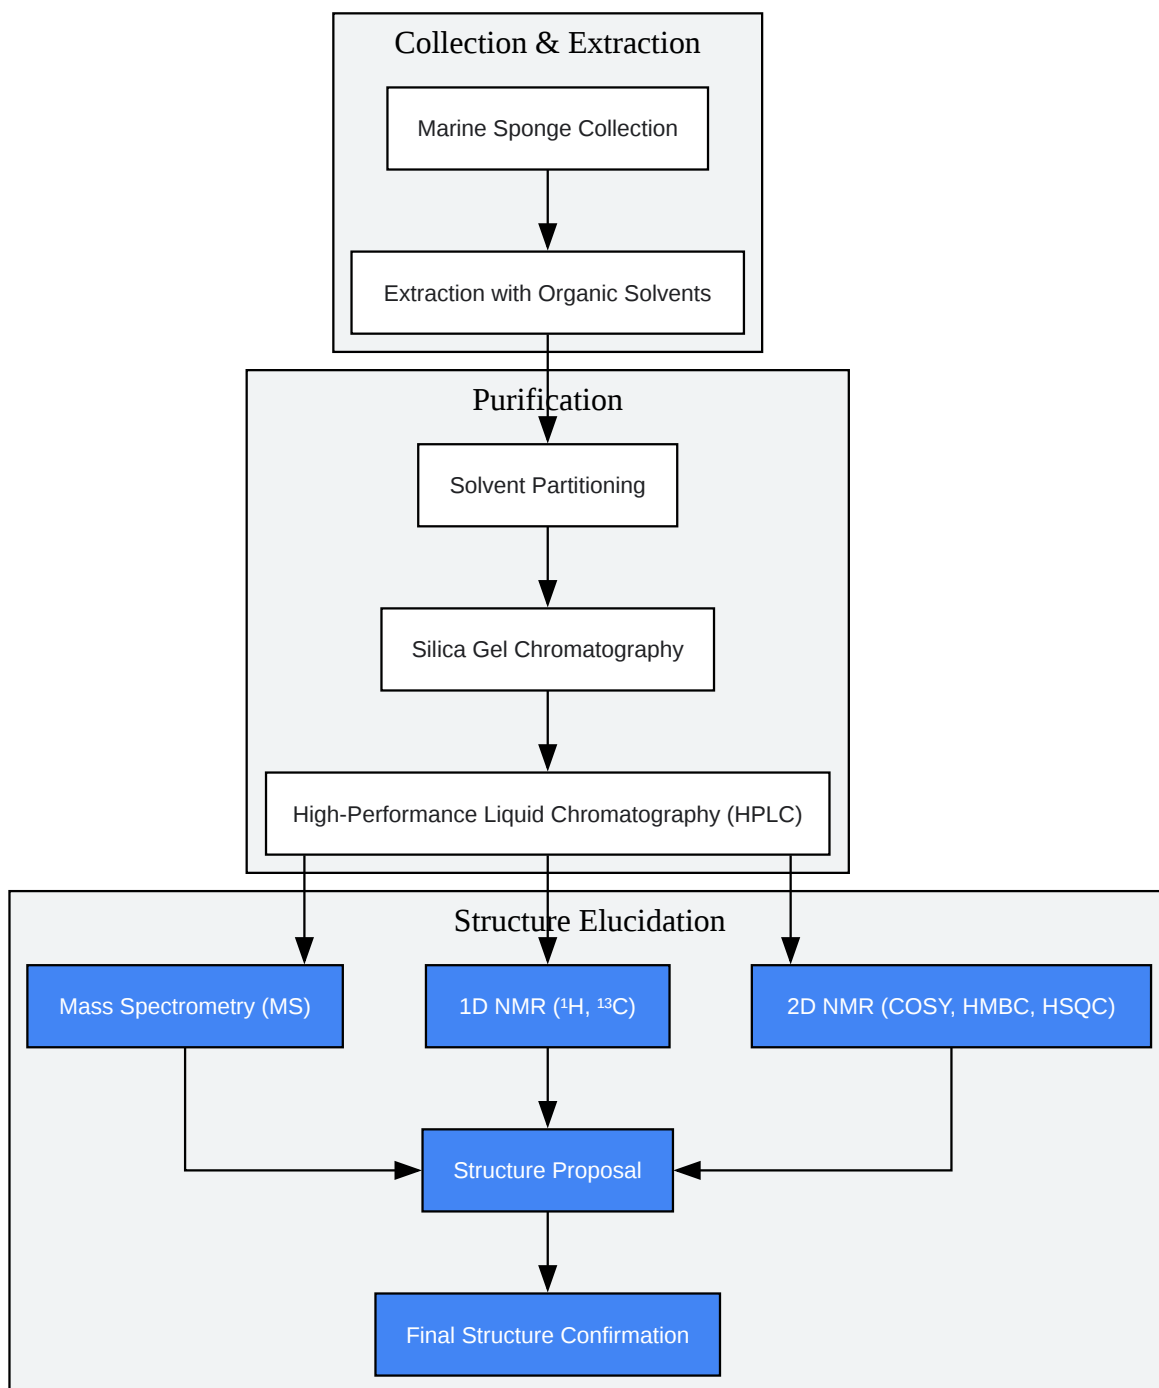 Collection & Extraction
Marine Sponge Collection
Extraction with Organic Solvents
Purification
Solvent Partitioning
Silica Gel Chromatography
High-Performance Liquid Chromatography (HPLC)
Structure Elucidation
Mass Spectrometry (MS)
1D NMR (¹H, ¹³C)
2D NMR (COSY, HMBC, HSQC)
Structure Proposal
Final Structure Confirmation